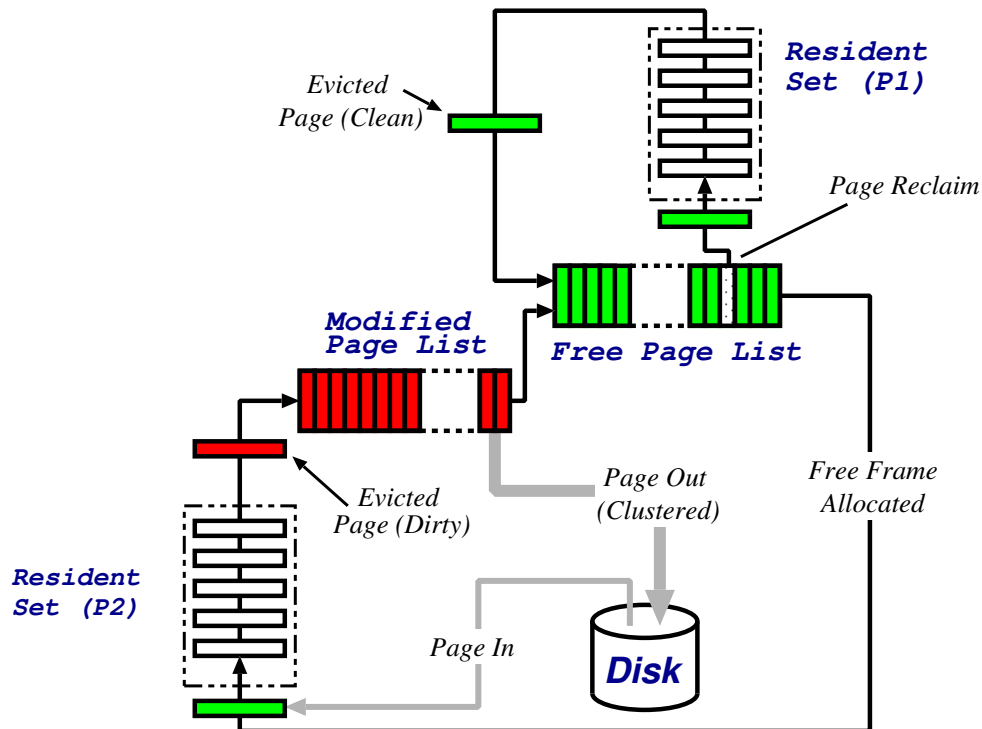 Resident
Set (P1)
Evicted
Page (Clean)
Page Reclaim
Modified
Page List
Free Page List
Page Out
(Clustered)
Free Frame
Allocated
Evicted
Page (Dirty)
Resident
Set (P2)
Page In
Disk